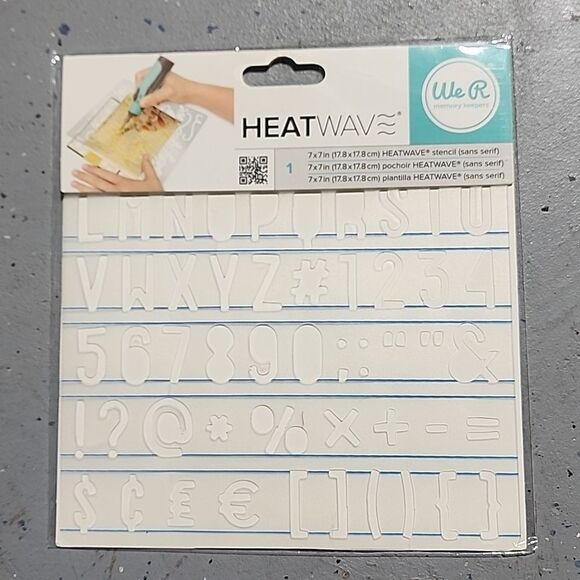 We R
memory keepers
HEATWAVE®
1
7x7in (17.8x17.8cm) HEATWAVE® stencil (sans serif)
7x7in (17.8x17.8cm) pochoir HEATWAVE® (sans serif)
7x7in (17.8x17.8cm) plantilla HEATWAVE® (sans serif)
LMNOPQRSTU
VWXYZ#1234
567890;:""&
!?@*%×+-=
$¢£€[](){}